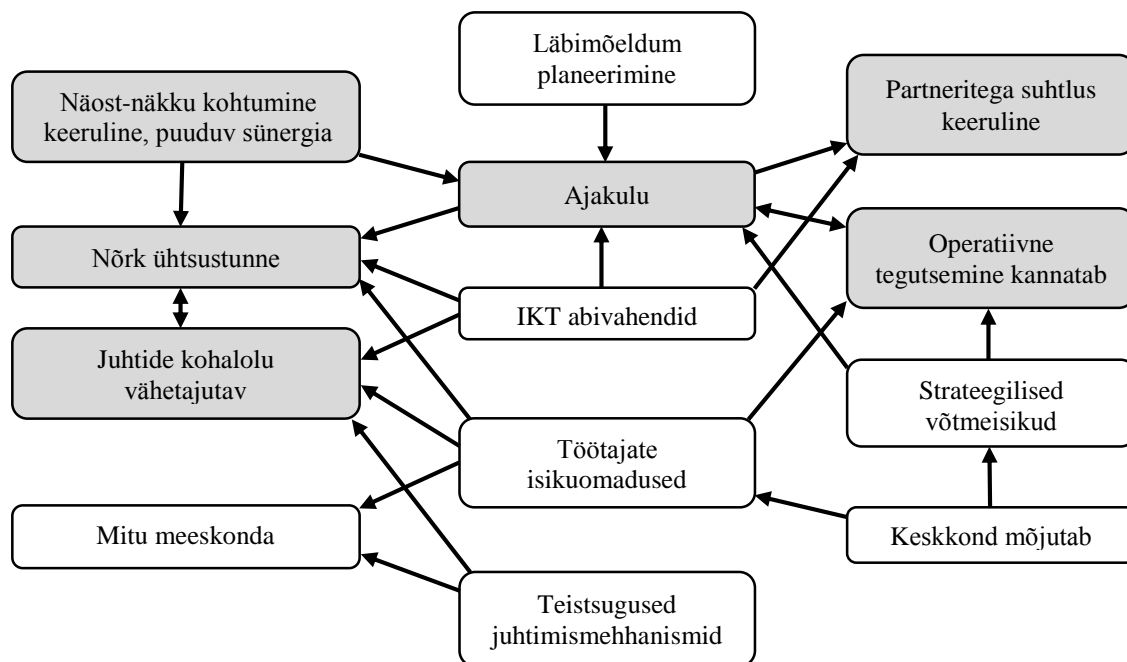 Läbimõeldum
planeerimine
Näost-näkku kohtumine
keeruline, puuduv sünergia
Partneritega suhtlus
keeruline
Ajakulu
Nõrk ühtsustunne
Operatiivne
tegutsemine kannatab
IKT abivahendid
Juhtide kohalolu
vähetajutav
Strateegilised
võtmeisikud
Töötajate
isikuomadused
Mitu meeskonda
Keskkond mõjutab
Teistsugused
juhtimismehhanismid